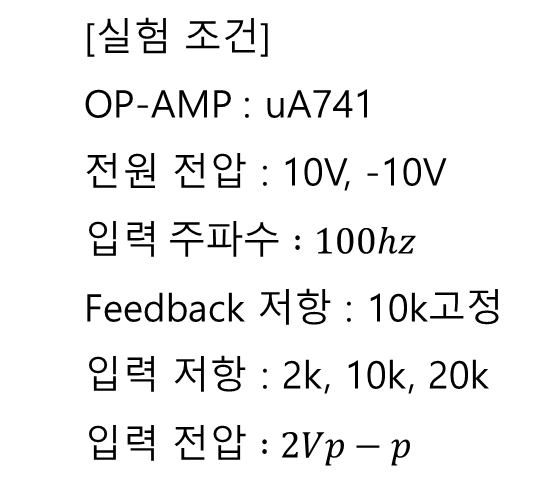 [실험 조건]
OP-AMP : uA741
전원 전압 : 10V, -10V
입력 주파수 : 100hz
Feedback 저항 : 10k고정
입력 저항 : 2k, 10k, 20k
입력 전압 : 2Vp − p